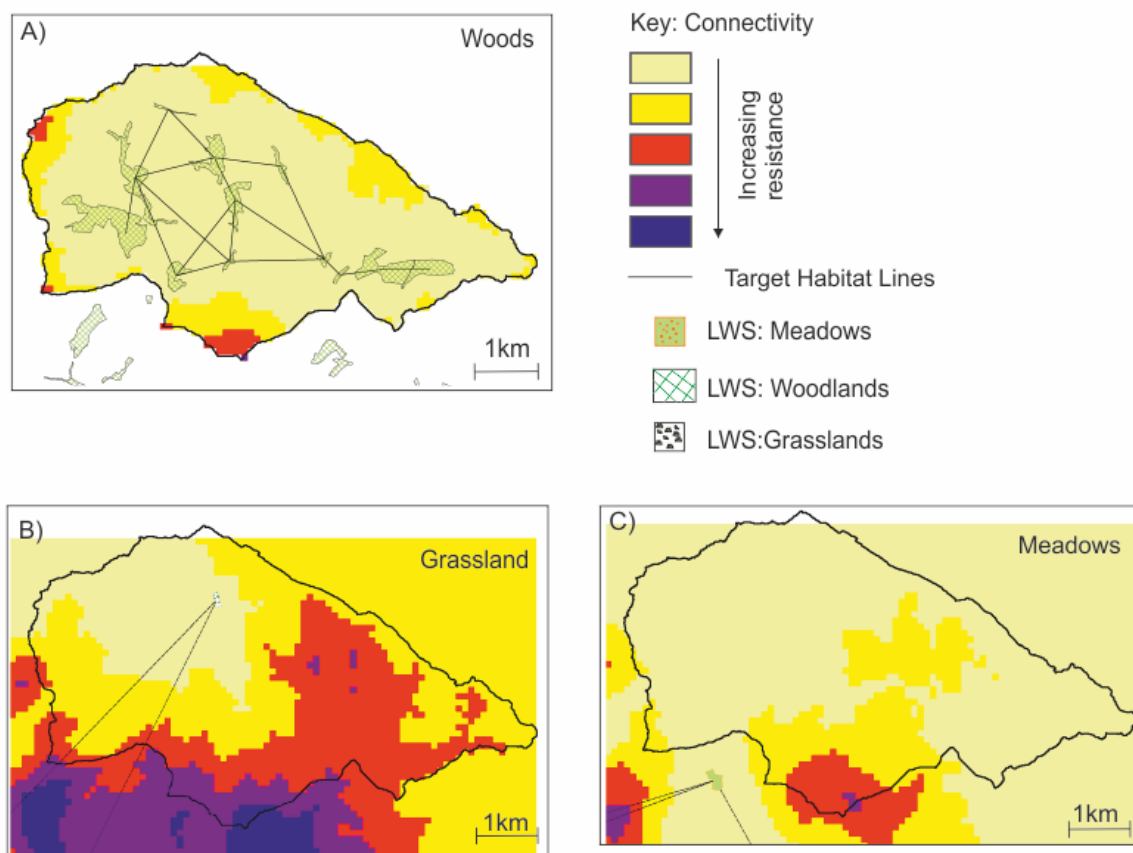 A)
Woods
1km
Key: Connectivity
Increasing
resistance
Target Habitat Lines
LWS: Meadows
LWS: Woodlands
LWS:Grasslands
B)
Grassland
1km
C)
Meadows
1km